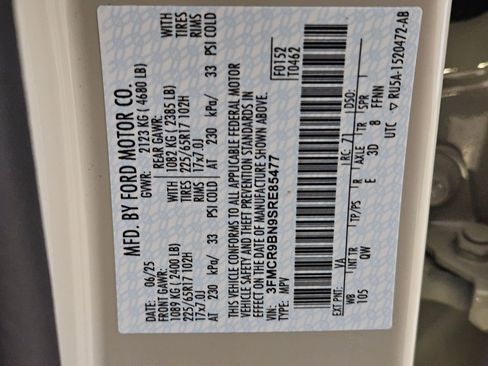 MFD. BY FORD MOTOR CO.
DATE: 06/25 GVWR: 2123 KG ( 4680 LB)
FRONT GAWR: REAR GAWR:
1089 KG ( 2400 LB) WITH 1082 KG ( 2385 LB) WITH
225/65R17 102H TIRES 225/65R17 102H TIRES
17x7.0J RIMS 17x7.0J RIMS
AT 230 kPa/ 33 PSI COLD AT 230 kPa/ 33 PSI COLD
THIS VEHICLE CONFORMS TO ALL APPLICABLE FEDERAL MOTOR
VEHICLE SAFETY AND THEFT PREVENTION STANDARDS IN
EFFECT ON THE DATE OF MANUFACTURE SHOWN ABOVE.
VIN: 3FMCR9BN9SRE85477 F0152
TYPE: MPV T0462
EXT PNT: YA RC: 71 DSO:
WB INT TR TP/PS R AXLE TR SPR
105 QW E 3D 8 FFNN
UTC ▽ RU5A-1520472-AB